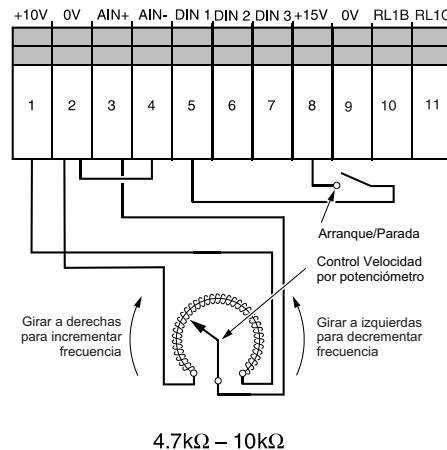 +10V 0V AIN+ AIN- DIN 1 DIN 2 DIN 3 +15V 0V RL1B RL1C
1 2 3 4 5 6 7 8 9 10 11
Arranque/Parada
Control Velocidad
por potenciómetro
Girar a derechas
para incrementar
frecuencia
Girar a izquierdas
para decrementar
frecuencia
4.7kΩ – 10kΩ